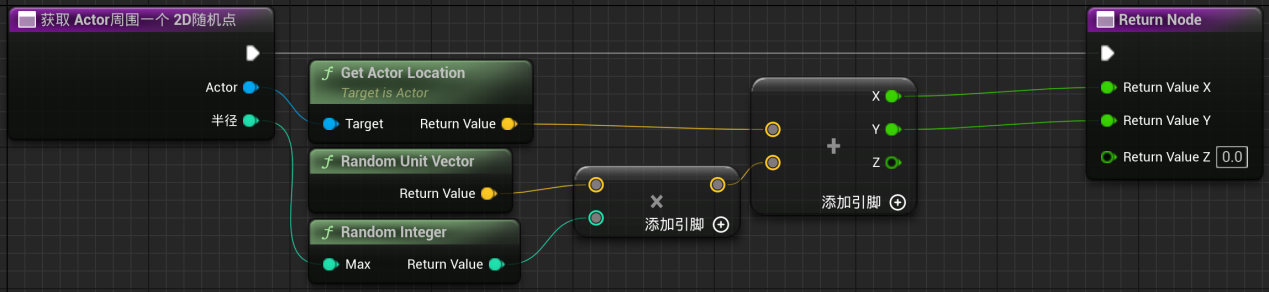 获取 Actor周围一个 2D随机点
Actor
半径
Get Actor Location
Target is Actor
Target
Return Value
Random Unit Vector
Return Value
Random Integer
Max
Return Value
×
添加引脚
+
X
Y
Z
添加引脚
Return Node
Return Value X
Return Value Y
Return Value Z 0.0